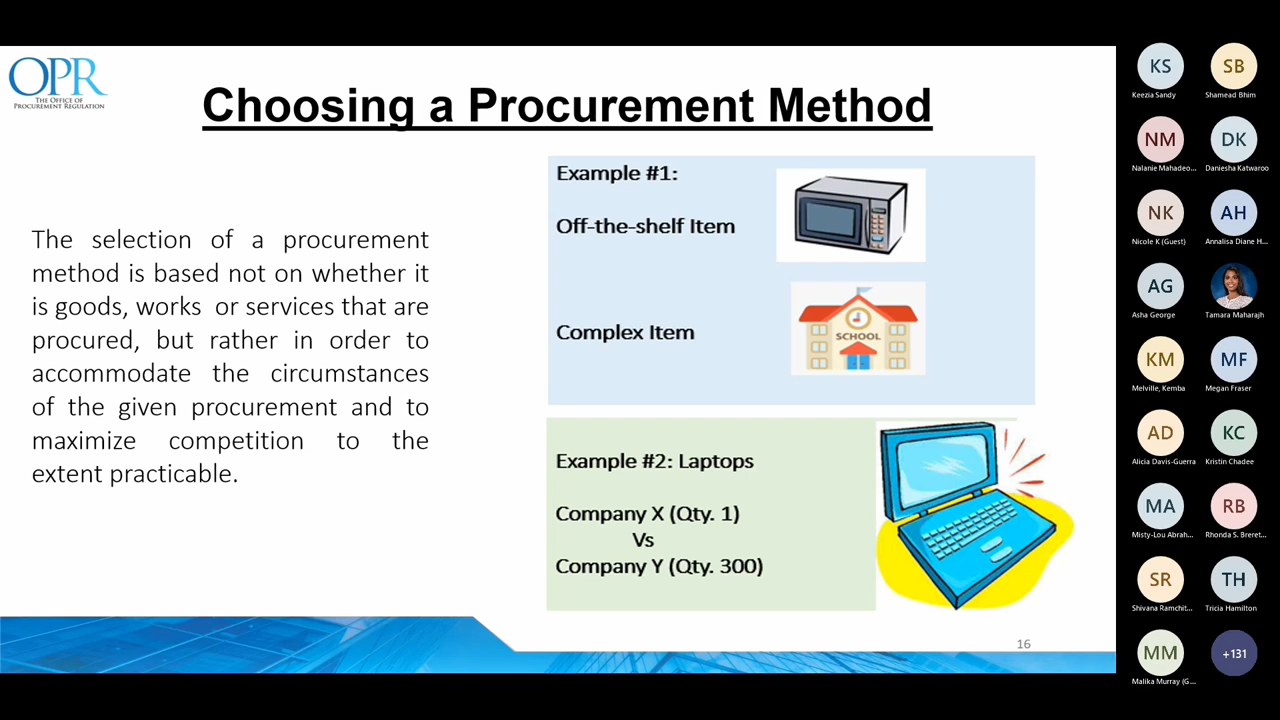 OPR
THE OFFICE OF
PROCUREMENT REGULATION
Choosing a Procurement Method
The selection of a procurement
method is based not on whether it
is goods, works or services that are
procured, but rather in order to
accommodate the circumstances
of the given procurement and to
maximize competition to the
extent practicable.
Example #1:
Off-the-shelf Item
Complex Item
SCHOOL
Example #2: Laptops
Company X (Qty. 1)
Vs
Company Y (Qty. 300)
16
KS
SB
Keezia Sandy
Shamead Bhim
NM
DK
Nalanie Mahadeo...
Daniesha Katwaroo
NK
AH
Nicole K (Guest)
Annalisa Diane H...
AG
Asha George
Tamara Maharajh
KM
MF
Melville, Kemba
Megan Fraser
AD
KC
Alicia Davis-Guerra
Kristin Chadee
MA
RB
Misty-Lou Abrah...
Rhonda S. Breret...
SR
TH
Shivana Ramchit...
Tricia Hamilton
MM
+131
Malika Murray (G...